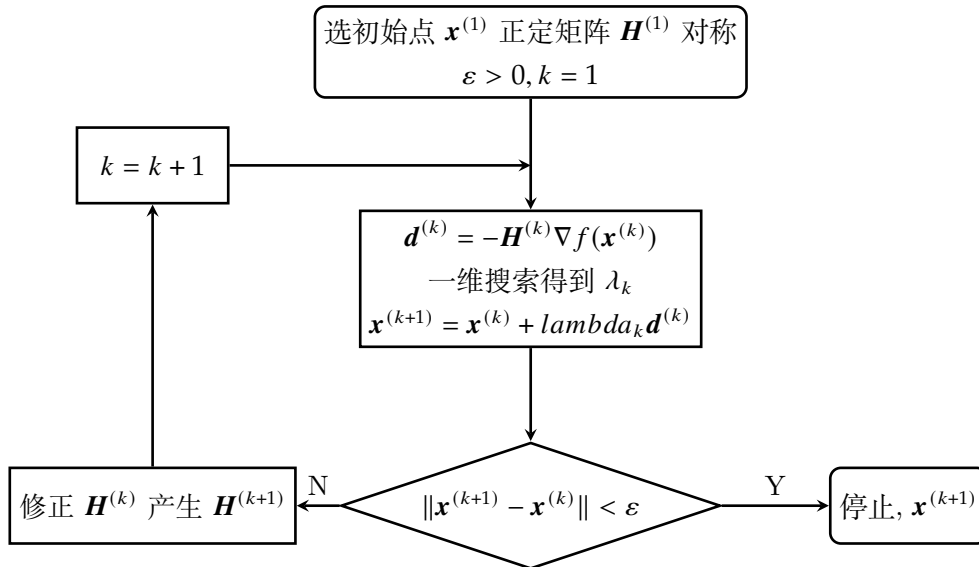 选初始点 x^{(1)} 正定矩阵 H^{(1)} 对称
ε > 0, k = 1
k = k + 1
d^{(k)} = -H^{(k)}∇f(x^{(k)})
一维搜索得到 λ_k
x^{(k+1)} = x^{(k)} + lambda_k d^{(k)}
修正 H^{(k)} 产生 H^{(k+1)}
N
‖x^{(k+1)} - x^{(k)}‖ < ε
Y
停止, x^{(k+1)}